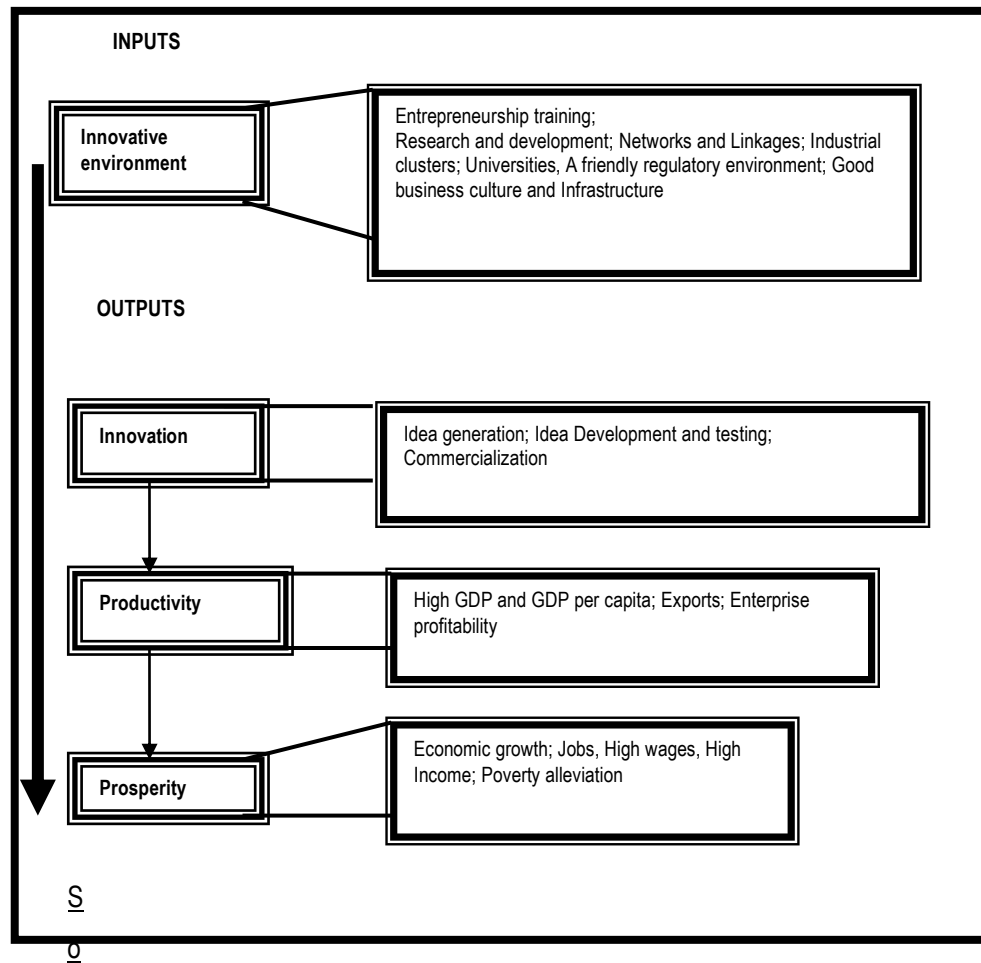 INPUTS
Innovative
environment
Entrepreneurship training;
Research and development; Networks and Linkages; Industrial
clusters; Universities, A friendly regulatory environment; Good
business culture and Infrastructure
OUTPUTS
Innovation
Idea generation; Idea Development and testing;
Commercialization
Productivity
High GDP and GDP per capita; Exports; Enterprise
profitability
Prosperity
Economic growth; Jobs, High wages, High
Income; Poverty alleviation
S
o